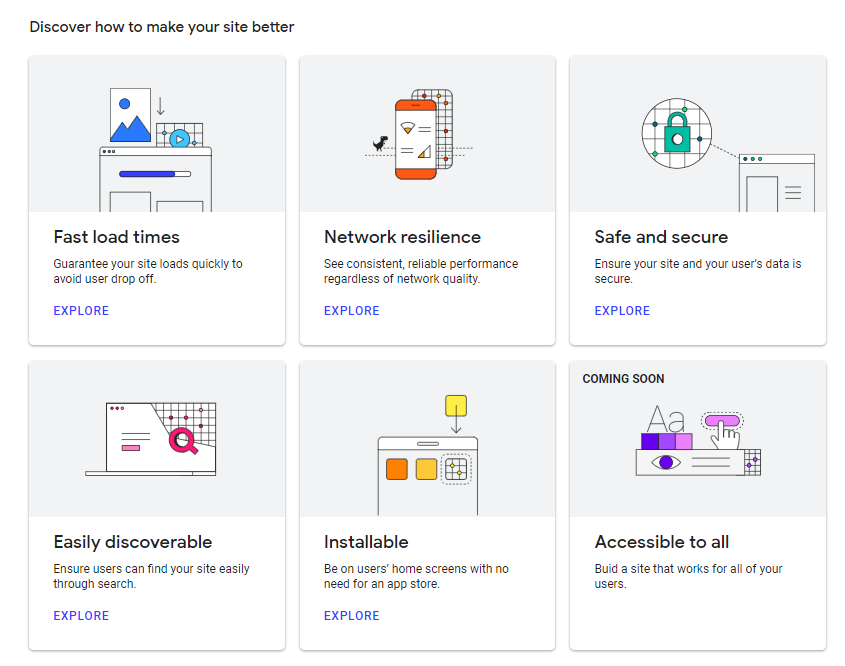 Discover how to make your site better
Fast load times
Guarantee your site loads quickly to
avoid user drop off.
EXPLORE
Network resilience
See consistent, reliable performance
regardless of network quality.
EXPLORE
Safe and secure
Ensure your site and your user's data is
secure.
EXPLORE
Easily discoverable
Ensure users can find your site easily
through search.
EXPLORE
Installable
Be on users’ home screens with no
need for an app store.
EXPLORE
COMING SOON
Aa
Accessible to all
Buid a site that works for all of your
users.